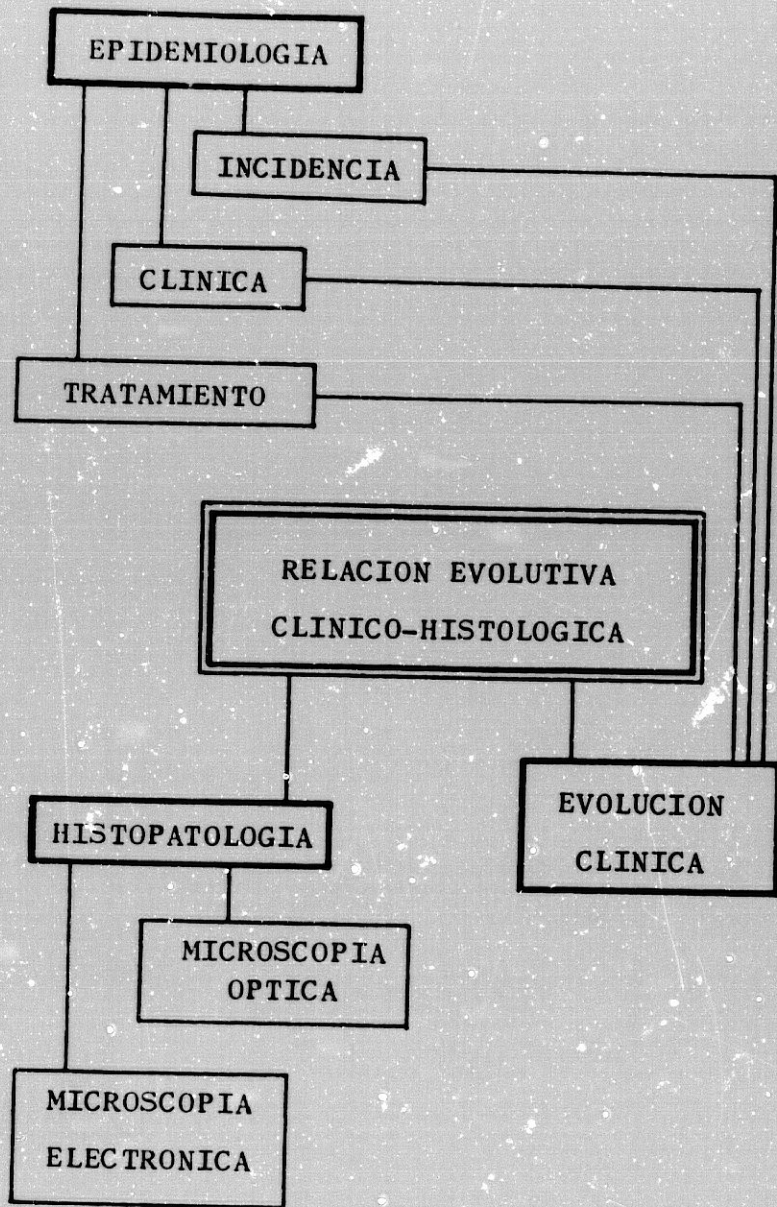 EPIDEMIOLOGIA
INCIDENCIA
CLINICA
TRATAMIENTO
RELACION EVOLUTIVA
CLINICO-HISTOLOGICA
EVOLUCION
CLINICA
HISTOPATOLOGIA
MICROSCOPIA
OPTICA
MICROSCOPIA
ELECTRONICA